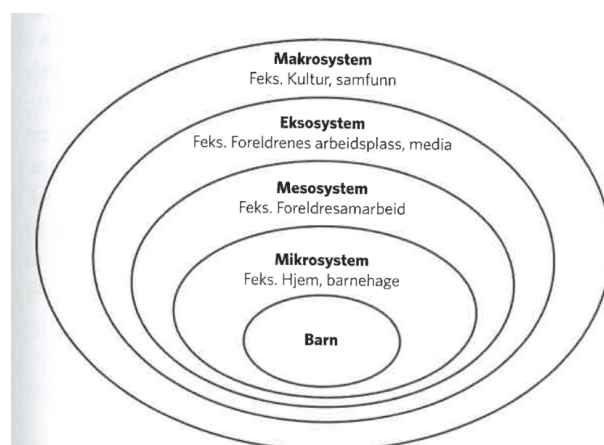 Makrosystem
Feks. Kultur, samfunn
Eksosystem
Feks. Foreldrenes arbeidsplass, media
Mesosystem
Feks. Foreldresamarbeid
Mikrosystem
Feks. Hjem, barnehage
Barn